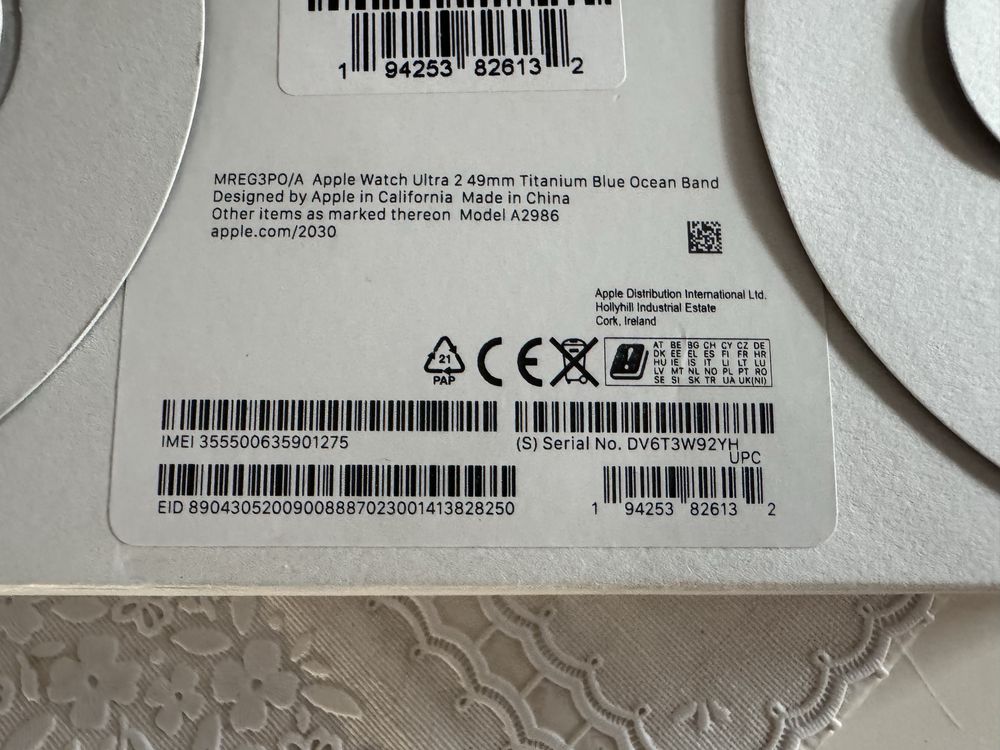 1 94253 82613 2
MREG3PO/A Apple Watch Ultra 2 49mm Titanium Blue Ocean Band
Designed by Apple in California Made in China
Other items as marked thereon Model A2986
apple.com/2030
Apple Distribution International Ltd.
Hollyhill Industrial Estate
Cork, Ireland
21
PAP
CE
AT BE BG CH CY CZ DE
DK EE EL ES FI FR HR
HU IE IS IT LI LT LU
LV MT NL NO PL PT RO
SE SI SK TR UA UK(NI)
IMEI 355500635901275
(S) Serial No. DV6T3W92YH
UPC
EID 89043052009008887023001413828250
1 94253 82613 2